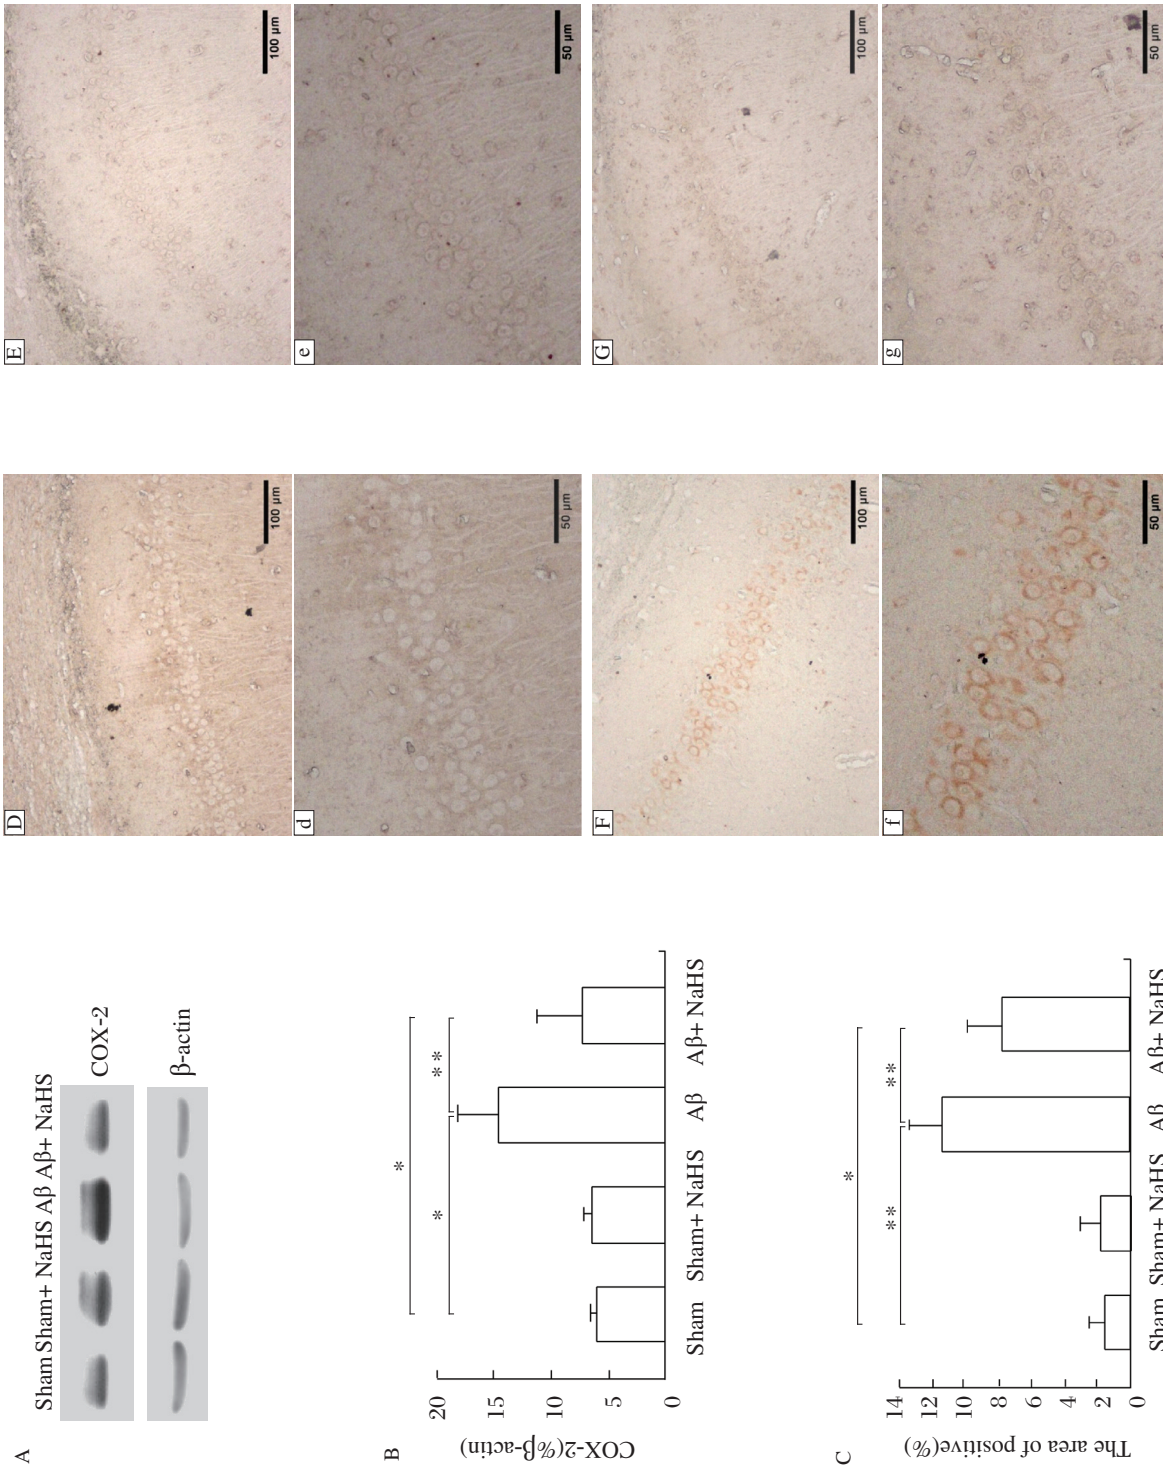 A
Sham Sham+ NaHS Aβ Aβ+ NaHS
COX-2
β-actin
B
COX-2(%β-actin)
20
15
10
5
0
*
*
**
Sham Sham+ NaHS Aβ Aβ+ NaHS
C
The area of positive(%)
14
12
10
8
6
4
2
0
*
**
**
Sham Sham+ NaHS Aβ Aβ+ NaHS
D
100 μm
d
50 μm
F
100 μm
f
50 μm
E
100 μm
e
50 μm
G
100 μm
g
50 μm